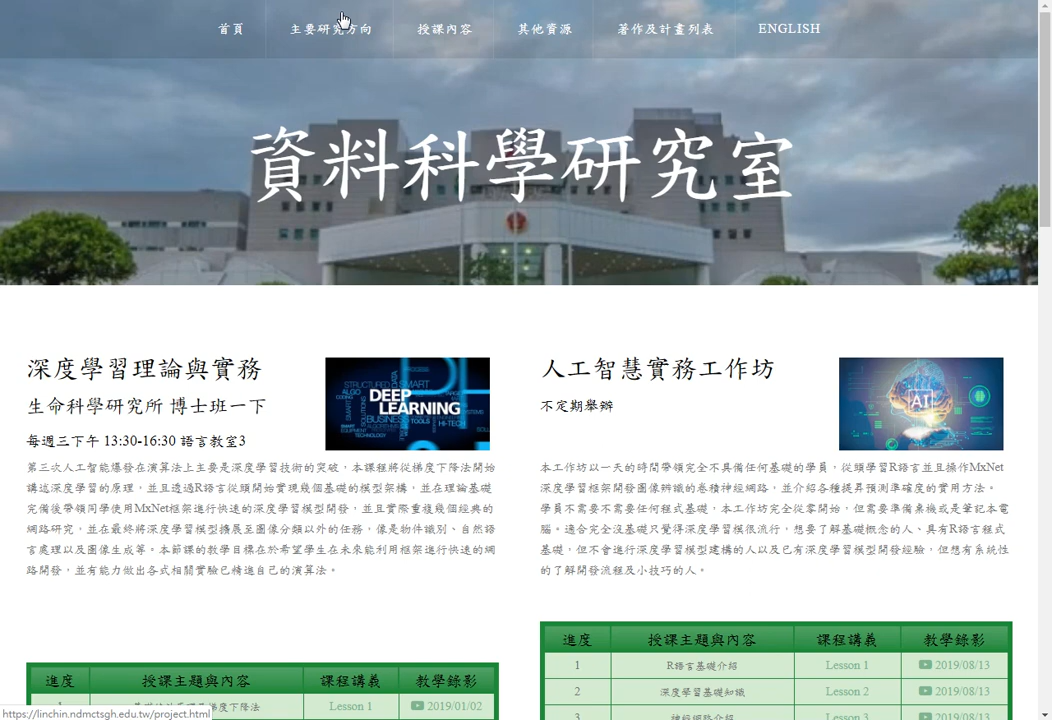 首頁 主要研究方向 授課內容 其他資源 著作及計畫列表 ENGLISH
資料科學研究室
深度學習理論與實務
生命科學研究所 博士班一下
每週三下午 13:30-16:30 語言教室3
DEEP
LEARNING
第三次人工智能爆發在演算法上主要是深度學習技術的突破，本課程將從梯度下降法開始
講述深度學習的原理，並且透過R語言從頭開始實現幾個基礎的模型架構，並在理論基礎
完備後帶領同學使用MxNet框架進行快速的深度學習模型開發，並且實際重複幾個經典的
網路研究，並在最終將深度學習模型擴展至圖像分類以外的任務，像是物件識別、自然語
言處理以及圖像生成等。本節課的教學目標在於希望學生在未來能利用框架進行快速的網
路開發，並有能力做出各式相關實驗已精進自己的演算法。
進度 授課主題與內容 課程講義 教學錄影
Lesson 1 2019/01/02
人工智慧實務工作坊
不定期舉辦
AI
本工作坊以一天的時間帶領完全不具備任何基礎的學員，從頭學習R語言並且操作MxNet
深度學習框架開發圖像辨識的卷積神經網路，並介紹各種提昇預測準確度的實用方法。
學員不需要不需要任何程式基礎，本工作坊完全從零開始，但需要準備桌機或是筆記本電
腦。適合完全沒基礎只覺得深度學習模很流行，想要了解基礎概念的人、具有R語言程式
基礎，但不會進行深度學習模型建構的人以及已有深度學習模型開發經驗，但想有系統性
的了解開發流程及小技巧的人。
進度 授課主題與內容 課程講義 教學錄影
1 R語言基礎介紹 Lesson 1 2019/08/13
2 深度學習基礎知識 Lesson 2 2019/08/13
3 神經網路介紹 Lesson 3 2019/08/13
https://linchin.ndmctsgh.edu.tw/project.html